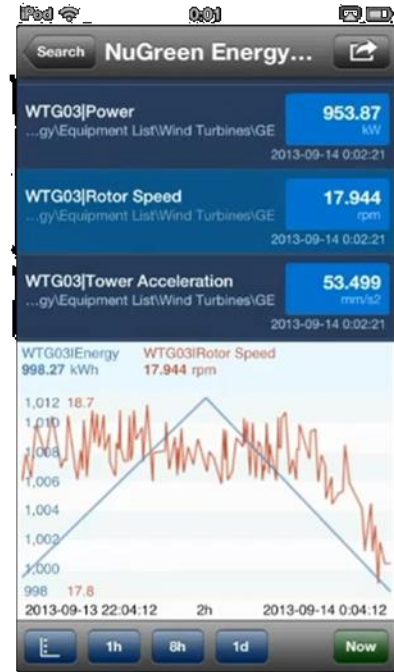 iPod 0:01
Search NuGreen Energy...
WTG03|Power 953.87
...gy\Equipment List\Wind Turbines\GE kW
2013-09-14 0:02:21
WTG03|Rotor Speed 17.944
...gy\Equipment List\Wind Turbines\GE rpm
2013-09-14 0:02:21
WTG03|Tower Acceleration 53.499
...gy\Equipment List\Wind Turbines\GE mm/s2
2013-09-14 0:02:21
WTG03|Energy WTG03|Rotor Speed
998.27 kWh 17.944 rpm
1,012 18.7
1,010
1,008
1,006
1,004
1,002
1,000
998 17.8
2013-09-13 22:04:12 2h 2013-09-14 0:04:12
1h 8h 1d Now